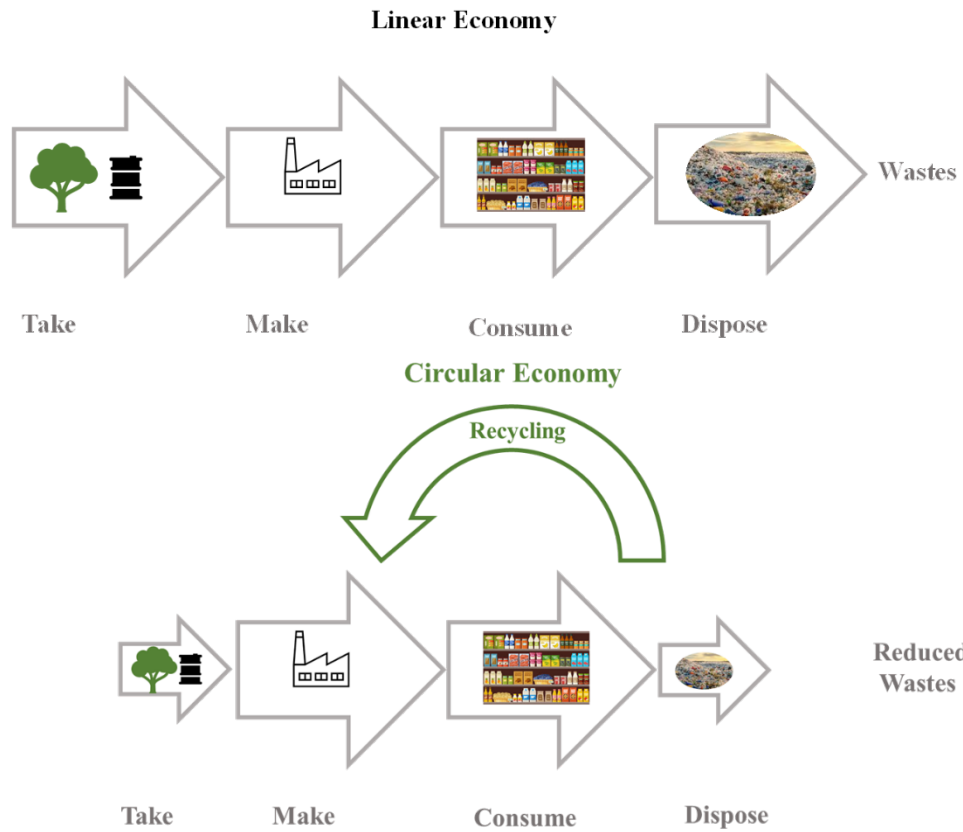 Linear Economy
Wastes
Take
Make
Consume
Dispose
Circular Economy
Recycling
Reduced
Wastes
Take
Make
Consume
Dispose